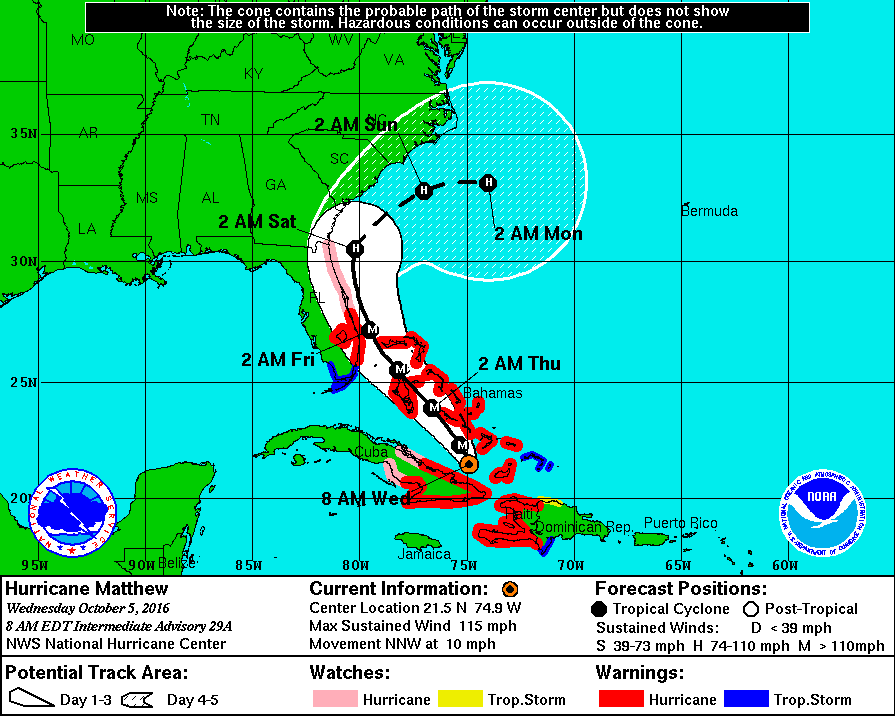 Note: The cone contains the probable path of the storm center but does not show
the size of the storm. Hazardous conditions can occur outside of the cone.
MO
WV
VA
KY
35N
AR
TN
NC
2 AM Sun
SC
MS
AL
GA
LA
2 AM Sat
2 AM Mon
Bermuda
H
H
H
30N
FL
M
2 AM Fri
2 AM Thu
M
25N
Bahamas
M
M
Cuba
8 AM Wed
20N
Haiti
Dominican Rep.
Puerto Rico
Jamaica
Belize
NATIONAL WEATHER SERVICE
NOAA
NATIONAL OCEANIC AND ATMOSPHERIC ADMINISTRATION
U.S. DEPARTMENT OF COMMERCE
95W
90W
85W
80W
75W
70W
65W
60W
Hurricane Matthew
Wednesday October 5, 2016
8 AM EDT Intermediate Advisory 29A
NWS National Hurricane Center
Current Information:
Center Location 21.5 N 74.9 W
Max Sustained Wind 115 mph
Movement NNW at 10 mph
Forecast Positions:
Tropical Cyclone
Post-Tropical
Sustained Winds: D < 39 mph
S 39-73 mph H 74-110 mph M > 110mph
Potential Track Area:
Day 1-3
Day 4-5
Watches:
Hurricane
Trop.Storm
Warnings:
Hurricane
Trop.Storm